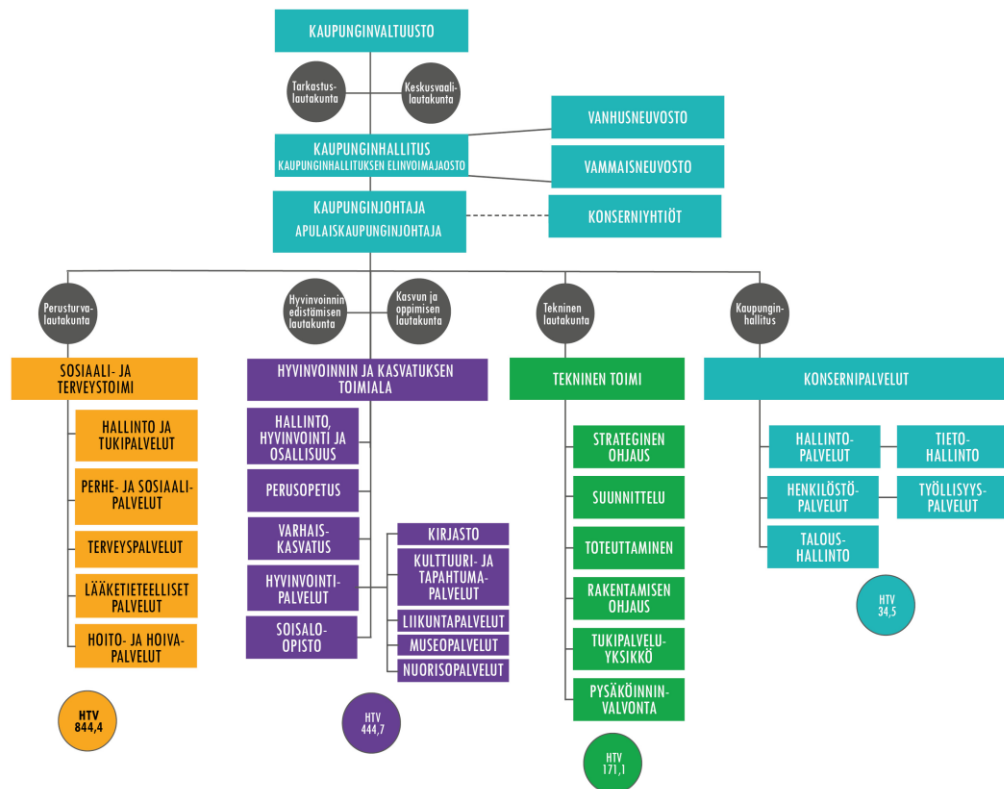 KAUPUNGINVALTUUSTO
Tarkastus-
lautakunta
Keskusvaali-
lautakunta
KAUPUNGINHALLITUS
KAUPUNGINHALLITUKSEN ELINVOIMAJAOSTO
VANHUSNEUVOSTO
VAMMAISNEUVOSTO
KAUPUNGINJOHTAJA
APULAISKAUPUNGINJOHTAJA
KONSERNIYHTIÖT
Perusturva-
lautakunta
Hyvinvoinnin
edistämisen
lautakunta
Kasvun ja
oppimisen
lautakunta
Tekninen
lautakunta
Kaupungin-
hallitus
SOSIAALI- JA
TERVEYSTOIMI
HALLINTO JA
TUKIPALVELUT
PERHE- JA SOSIAALI-
PALVELUT
TERVEYSPALVELUT
LÄÄKETIETEELLISET
PALVELUT
HOITO- JA HOIVA-
PALVELUT
HTV
844,4
HYVINVOINNIN JA KASVATUKSEN
TOIMIALA
HALLINTO,
HYVINVOINTI JA
OSALLISUUS
PERUSOPETUS
VARHAIS-
KASVATUS
HYVINVOINTI-
PALVELUT
SOISALO-
OPISTO
KIRJASTO
KULTTUURI- JA
TAPAHTUMA-
PALVELUT
LIIKUNTAPALVELUT
MUSEOPALVELUT
NUORISOPALVELUT
HTV
444,7
TEKNINEN TOIMI
STRATEGINEN
OHJAUS
SUUNNITTELU
TOTEUTTAMINEN
RAKENTAMISEN
OHJAUS
TUKIPALVELU-
YKSIKKÖ
PYSÄKÖINNIN-
VALVONTA
HTV
171,1
KONSERNIPALVELUT
HALLINTO-
PALVELUT
TIETO-
HALLINTO
HENKILÖSTÖ-
PALVELUT
TYÖLLISYYS-
PALVELUT
TALOUS-
HALLINTO
HTV
34,5